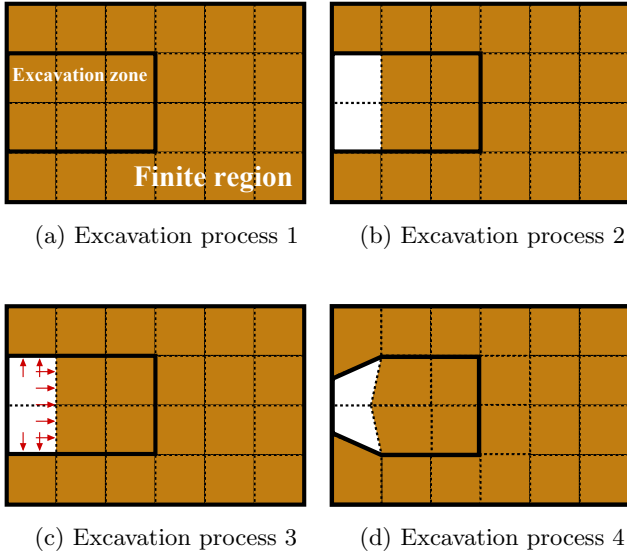 Excavation zone
Finite region
(a) Excavation process 1
(b) Excavation process 2
(c) Excavation process 3
(d) Excavation process 4